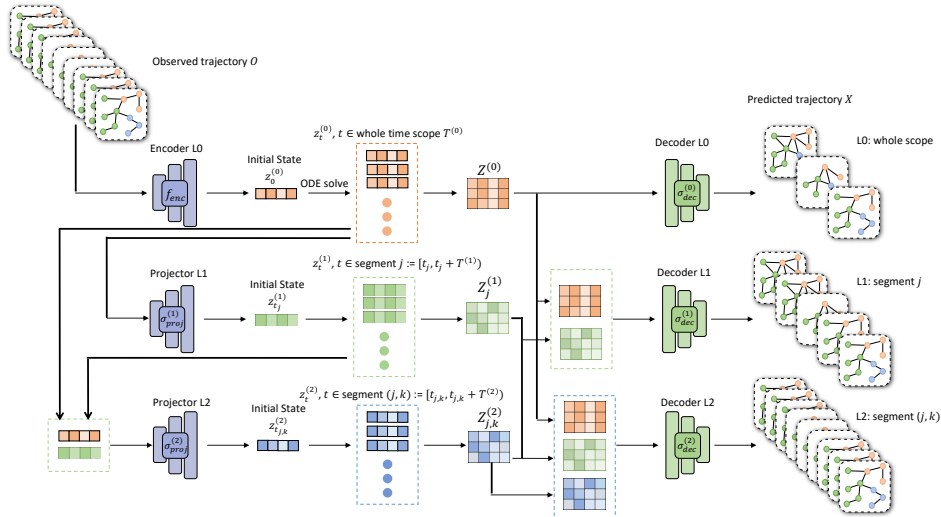 Observed trajectory O
Predicted trajectory X
z_t^(0), t ∈ whole time scope T^(0)
Encoder L0
Initial State
z_0^(0)
ODE solve
f_enc
Z^(0)
Decoder L0
σ_dec^(0)
L0: whole scope
z_t^(1), t ∈ segment j := [t_j, t_j + T^(1))
Projector L1
Initial State
z_{t_j}^(1)
σ_proj^(1)
Z_j^(1)
Decoder L1
σ_dec^(1)
L1: segment j
z_t^(2), t ∈ segment (j, k) := [t_{j,k}, t_{j,k} + T^(2))
Projector L2
Initial State
z_{t_{j,k}}^(2)
σ_proj^(2)
Z_{j,k}^(2)
Decoder L2
σ_dec^(2)
L2: segment (j, k)